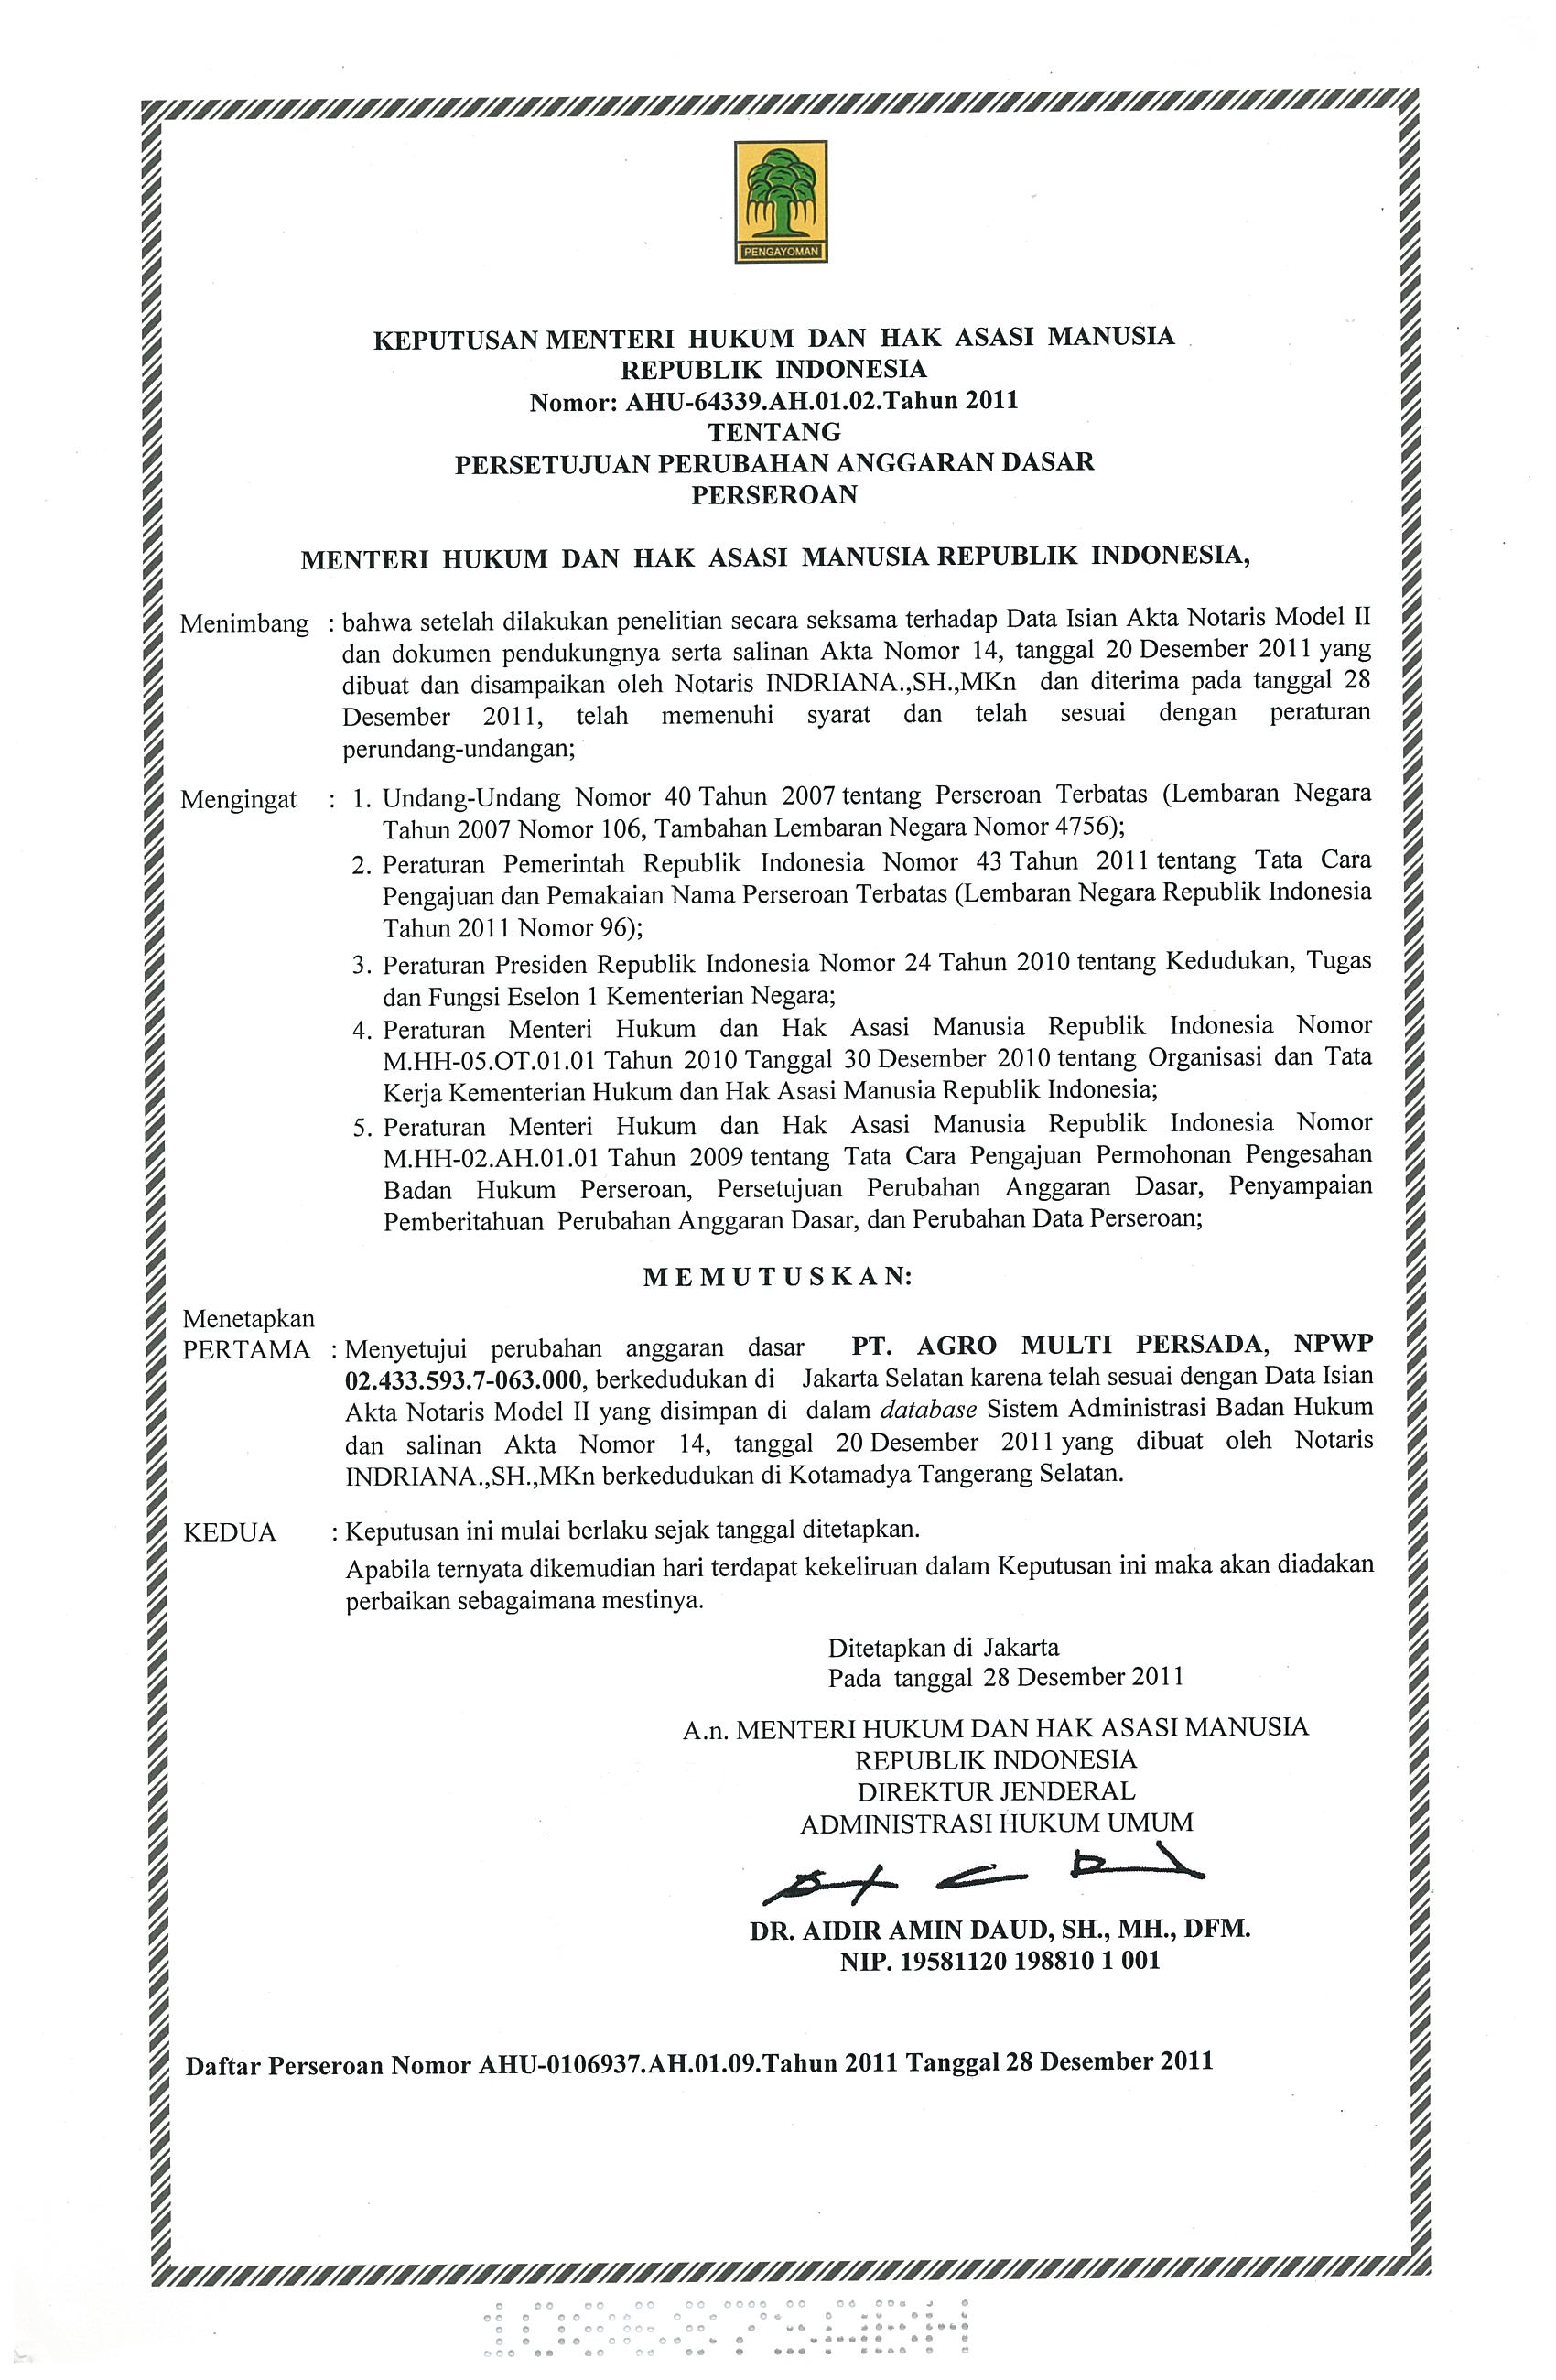 PENGAYOMAN
KEPUTUSAN MENTERI HUKUM DAN HAK ASASI MANUSIA
REPUBLIK INDONESIA
Nomor: AHU-64339.AH.01.02.Tahun 2011
TENTANG
PERSETUJUAN PERUBAHAN ANGGARAN DASAR
PERSEROAN
MENTERI HUKUM DAN HAK ASASI MANUSIA REPUBLIK INDONESIA,
Menimbang : bahwa setelah dilakukan penelitian secara seksama terhadap Data Isian Akta Notaris Model II
dan dokumen pendukungnya serta salinan Akta Nomor 14, tanggal 20 Desember 2011 yang
dibuat dan disampaikan oleh Notaris INDRIANA.,SH.,MKn dan diterima pada tanggal 28
Desember 2011, telah memenuhi syarat dan telah sesuai dengan peraturan
perundang-undangan;
Mengingat : 1. Undang-Undang Nomor 40 Tahun 2007 tentang Perseroan Terbatas (Lembaran Negara
Tahun 2007 Nomor 106, Tambahan Lembaran Negara Nomor 4756);
2. Peraturan Pemerintah Republik Indonesia Nomor 43 Tahun 2011 tentang Tata Cara
Pengajuan dan Pemakaian Nama Perseroan Terbatas (Lembaran Negara Republik Indonesia
Tahun 2011 Nomor 96);
3. Peraturan Presiden Republik Indonesia Nomor 24 Tahun 2010 tentang Kedudukan, Tugas
dan Fungsi Eselon 1 Kementerian Negara;
4. Peraturan Menteri Hukum dan Hak Asasi Manusia Republik Indonesia Nomor
M.HH-05.OT.01.01 Tahun 2010 Tanggal 30 Desember 2010 tentang Organisasi dan Tata
Kerja Kementerian Hukum dan Hak Asasi Manusia Republik Indonesia;
5. Peraturan Menteri Hukum dan Hak Asasi Manusia Republik Indonesia Nomor
M.HH-02.AH.01.01 Tahun 2009 tentang Tata Cara Pengajuan Permohonan Pengesahan
Badan Hukum Perseroan, Persetujuan Perubahan Anggaran Dasar, Penyampaian
Pemberitahuan Perubahan Anggaran Dasar, dan Perubahan Data Perseroan;
M E M U T U S K A N:
Menetapkan
PERTAMA : Menyetujui perubahan anggaran dasar PT. AGRO MULTI PERSADA, NPWP
02.433.593.7-063.000, berkedudukan di Jakarta Selatan karena telah sesuai dengan Data Isian
Akta Notaris Model II yang disimpan di dalam database Sistem Administrasi Badan Hukum
dan salinan Akta Nomor 14, tanggal 20 Desember 2011 yang dibuat oleh Notaris
INDRIANA.,SH.,MKn berkedudukan di Kotamadya Tangerang Selatan.
KEDUA : Keputusan ini mulai berlaku sejak tanggal ditetapkan.
Apabila ternyata dikemudian hari terdapat kekeliruan dalam Keputusan ini maka akan diadakan
perbaikan sebagaimana mestinya.
Ditetapkan di Jakarta
Pada tanggal 28 Desember 2011
A.n. MENTERI HUKUM DAN HAK ASASI MANUSIA
REPUBLIK INDONESIA
DIREKTUR JENDERAL
ADMINISTRASI HUKUM UMUM
DR. AIDIR AMIN DAUD, SH., MH., DFM.
NIP. 19581120 198810 1 001
Daftar Perseroan Nomor AHU-0106937.AH.01.09.Tahun 2011 Tanggal 28 Desember 2011